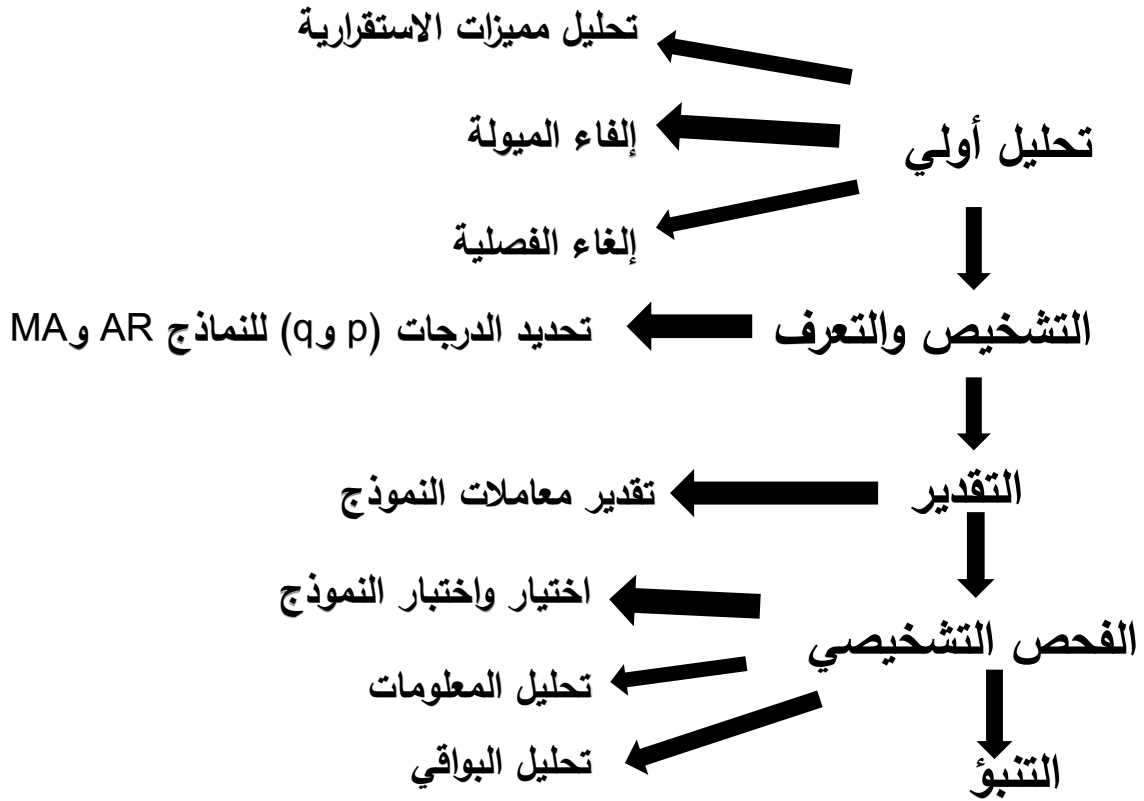 تحليل أولي
تحليل مميزات الاستقرارية
إلفاء الميولة
إلغاء الفصلية
التشخيص والتعرف
تحديد الدرجات (p وq) للنماذج AR وMA
التقدير
تقدير معاملات النموذج
الفحص التشخيصي
اختيار واختبار النموذج
تحليل المعلومات
تحليل البواقي
التنبؤ